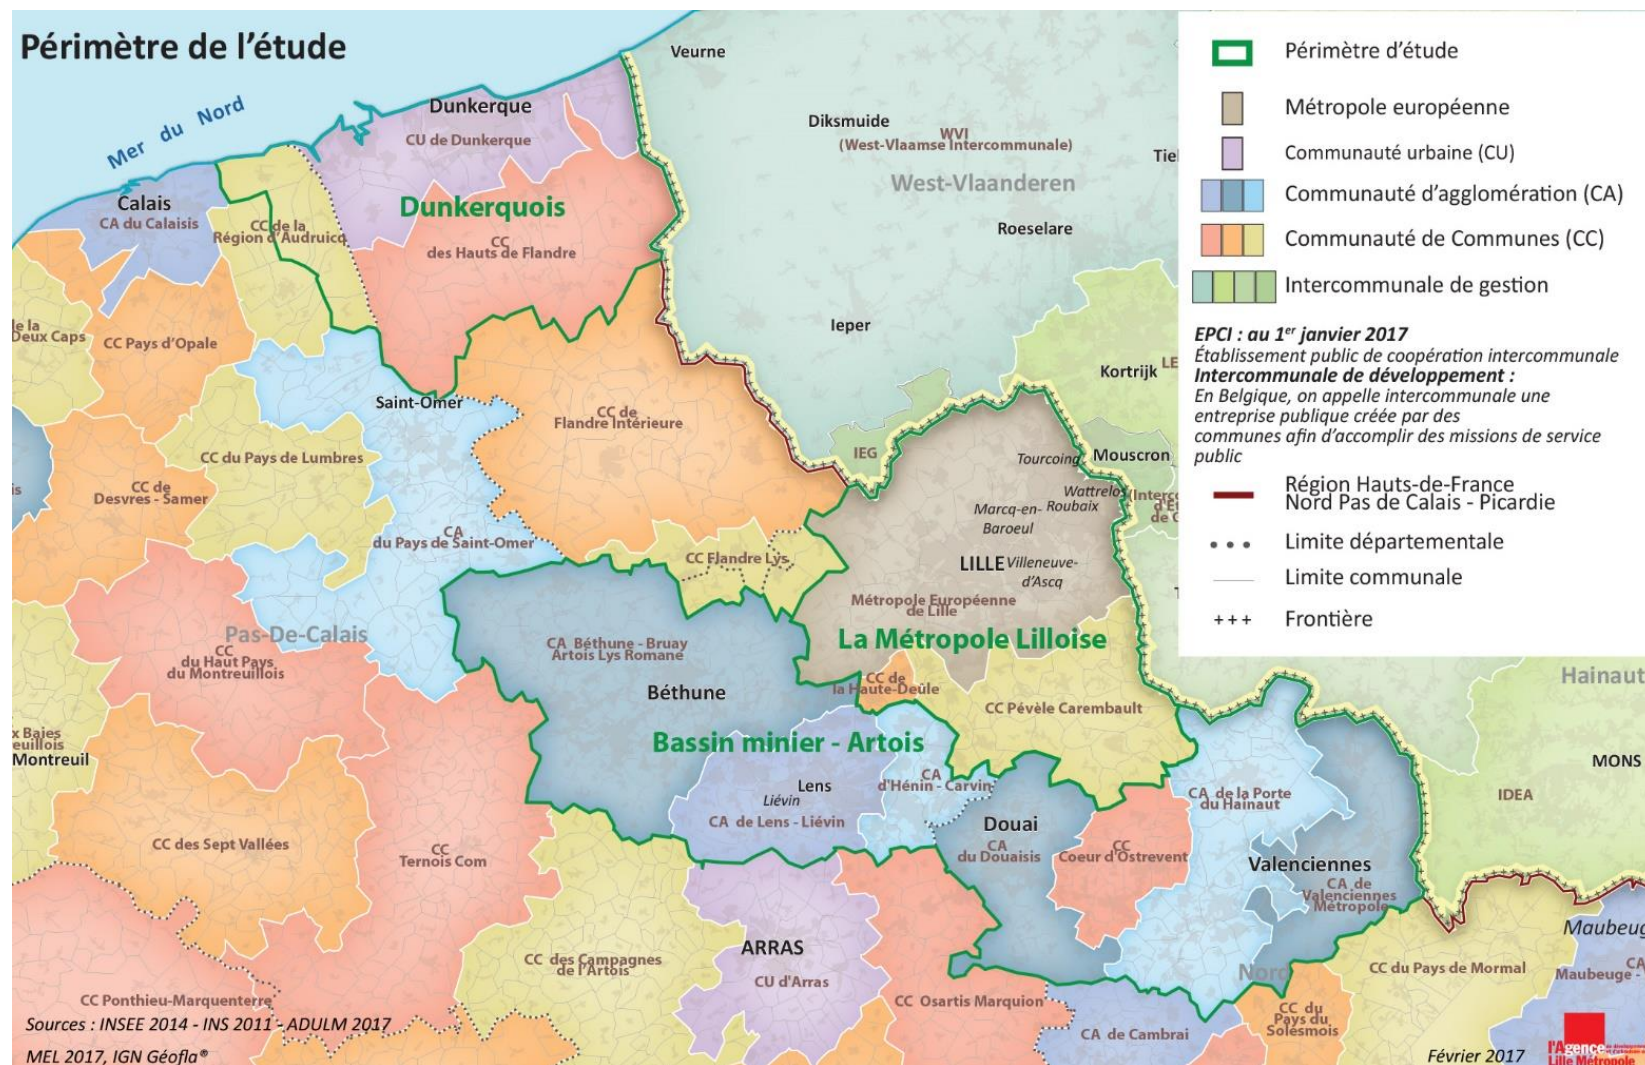 Périmètre de l'étude
Mer du Nord
Veurne
Dunkerque
CU de Dunkerque
Diksmuide
WVI
(West-Vlaamse Intercommunale)
West-Vlaanderen
Roeselare
Ieper
Kortrijk
Calais
CA du Calaisis
CC de la
Région d'Audruicq
Dunkerquois
CC
des Hauts de Flandre
de la
Deux Caps
CC Pays d'Opale
Saint-Omer
CC de
Flandre Intérieure
IEG
Tourcoing
Mouscron
Wattrelos
Roubaix
Marcq-en-
Baroeul
CC du Pays de Lumbres
CC de
Desvres - Samer
CA
du Pays de Saint-Omer
CC Flandre Lys
LILLE
Villeneuve-
d'Ascq
Métropole Européenne
de Lille
La Métropole Lilloise
Pas-De-Calais
CC
du Haut Pays
du Montreuillois
CA Béthune - Bruay
Artois Lys Romane
Béthune
CC de
la Haute-Deûle
CC Pévèle Carembault
Bassin minier - Artois
Hainaut
x Baies
Montreuil
MONS
IDEA
Lens
Liévin
CA de Lens - Liévin
CA
d'Hénin - Carvin
CA de la Porte
du Hainaut
CC des Sept Vallées
CC
Ternois Com
Douai
CA
du Douaisis
CC
Coeur d'Ostrevent
Valenciennes
CA de
Valenciennes
Métropole
ARRAS
CU d'Arras
CC des Campagnes
de l'Artois
CC Osartis Marquion
Nord
CC du Pays de Mormal
Maubeug
CA
Maubeuge -
CC Ponthieu-Marquenterre
CA de Cambrai
CC du
Pays du
Solesmois
Sources : INSEE 2014 - INS 2011 - ADULM 2017
MEL 2017, IGN Géofla®
Février 2017
l'Agence
Lille Métropole
Périmètre d'étude
Métropole européenne
Communauté urbaine (CU)
Communauté d'agglomération (CA)
Communauté de Communes (CC)
Intercommunale de gestion
EPCI : au 1er janvier 2017
Établissement public de coopération intercommunale
Intercommunale de développement :
En Belgique, on appelle intercommunale une
entreprise publique créée par des
communes afin d'accomplir des missions de service
public
Région Hauts-de-France
Nord Pas de Calais - Picardie
Limite départementale
Limite communale
Frontière